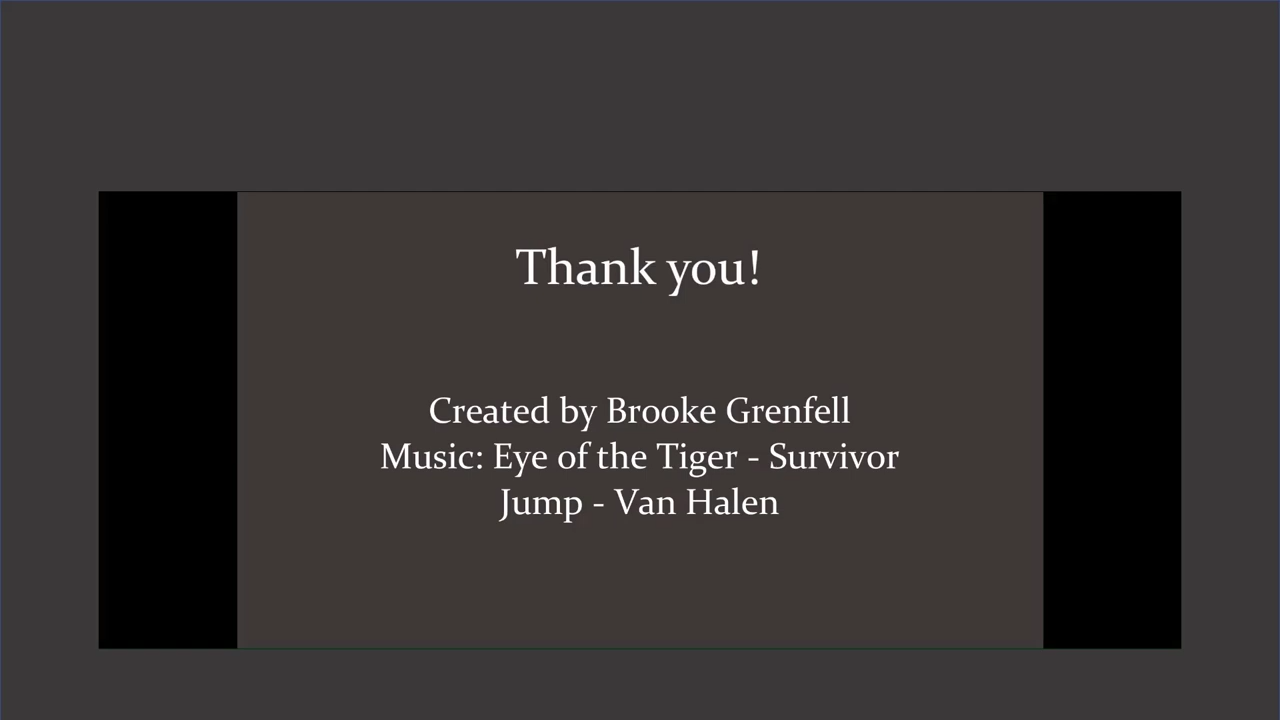 Thank you!
Created by Brooke Grenfell
Music: Eye of the Tiger - Survivor
Jump - Van Halen